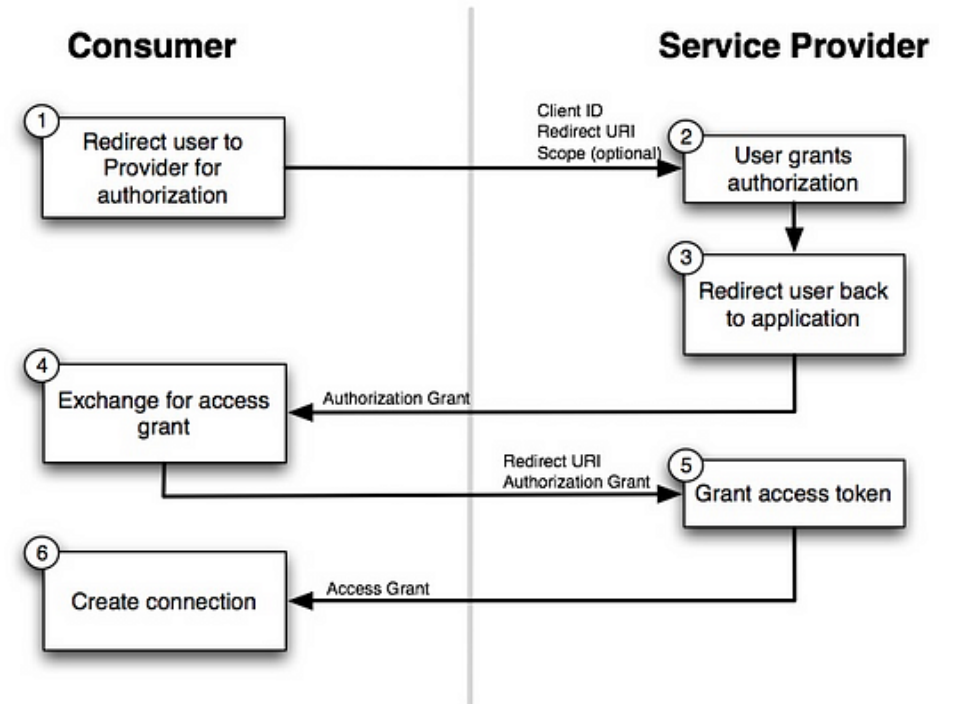 Consumer
Service Provider
1
Redirect user to
Provider for
authorization
Client ID
Redirect URI
Scope (optional)
2
User grants
authorization
3
Redirect user back
to application
4
Exchange for access
grant
Authorization Grant
Redirect URI
Authorization Grant
5
Grant access token
6
Create connection
Access Grant